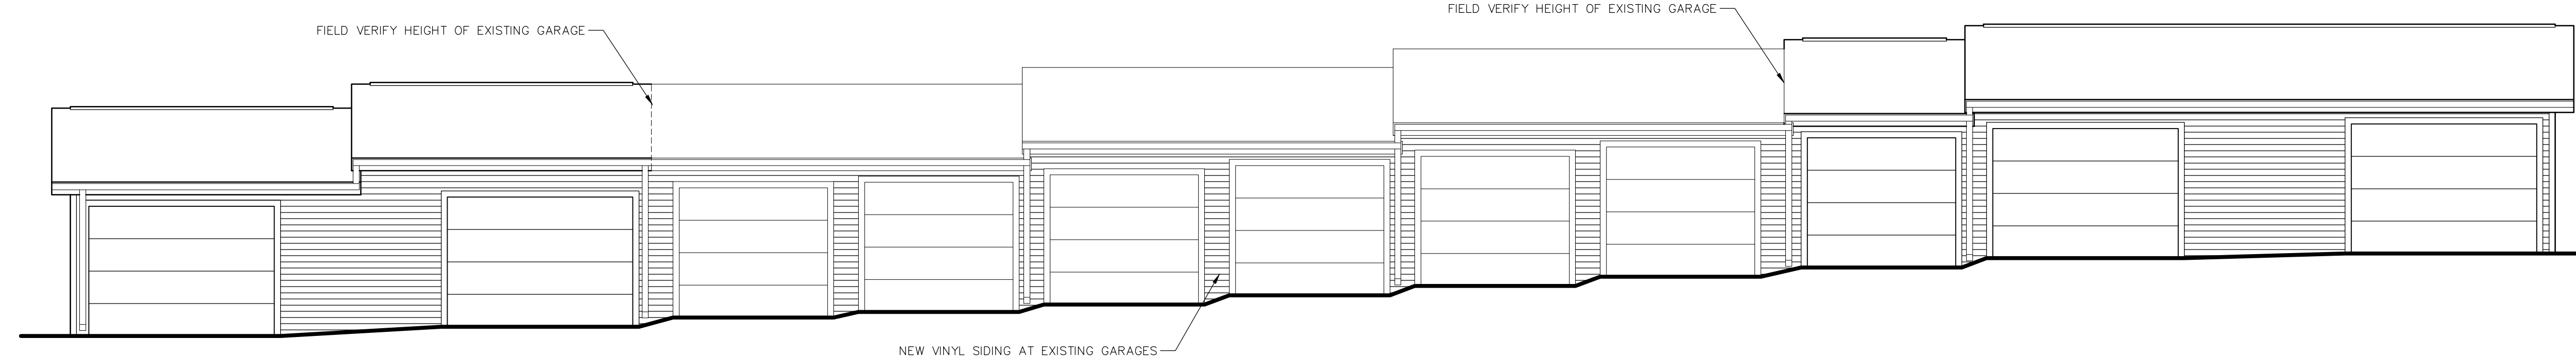 FIELD VERIFY HEIGHT OF EXISTING GARAGE
FIELD VERIFY HEIGHT OF EXISTING GARAGE
NEW VINYL SIDING AT EXISTING GARAGES